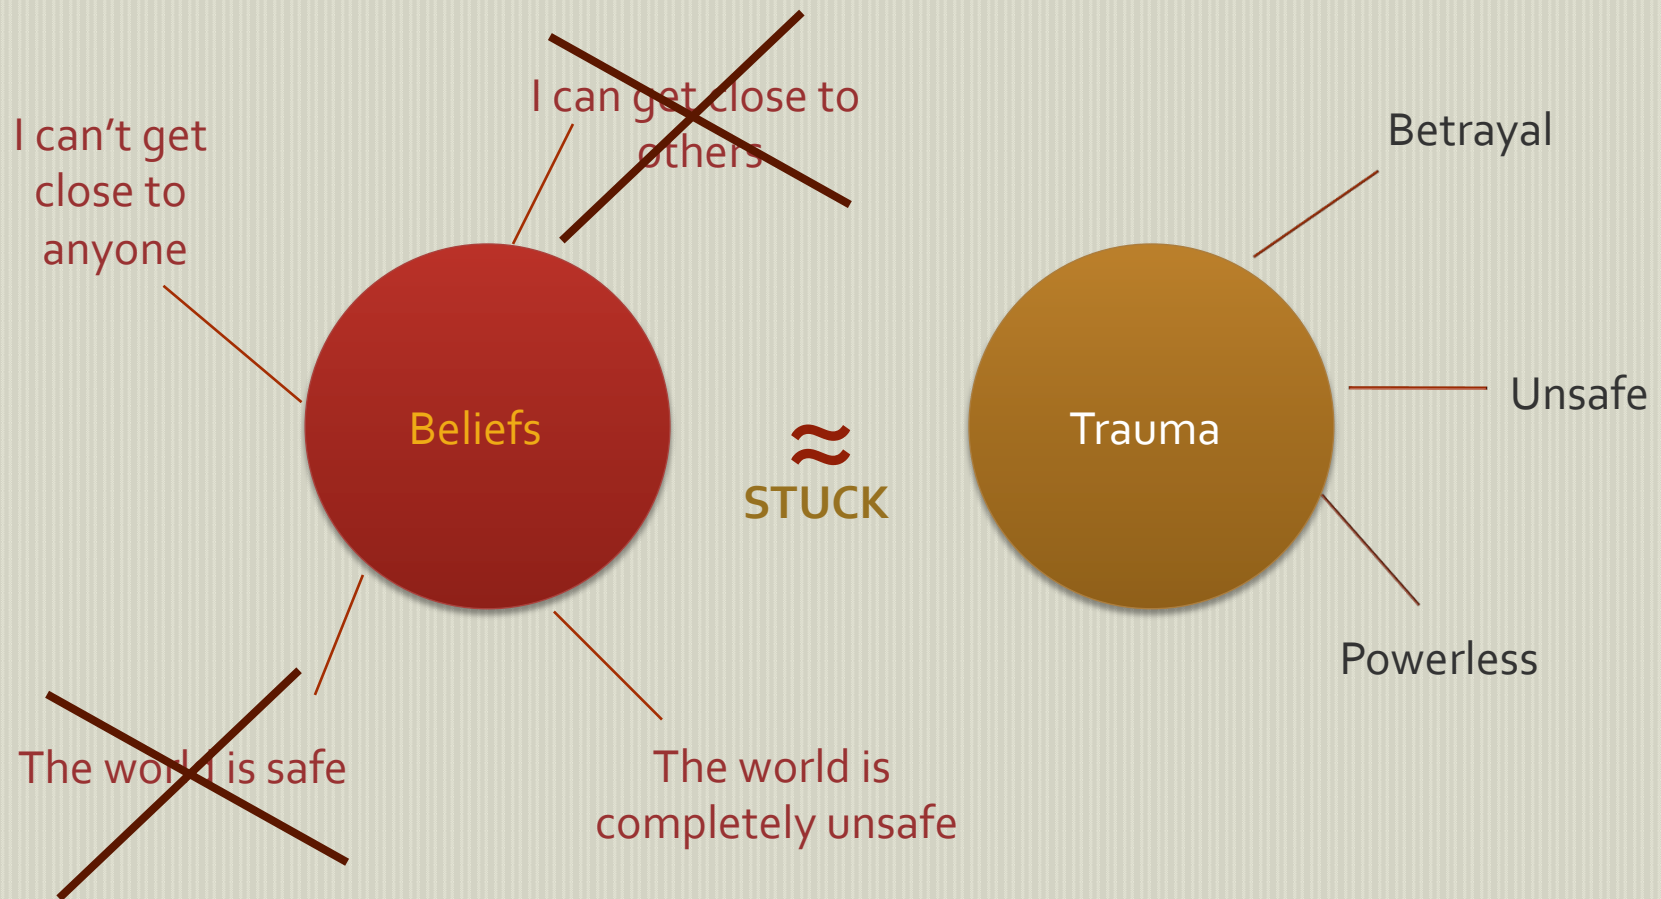 I can get close to
others
I can’t get
close to
anyone
Betrayal
Beliefs
≈
STUCK
Trauma
Unsafe
Powerless
The world is safe
The world is
completely unsafe